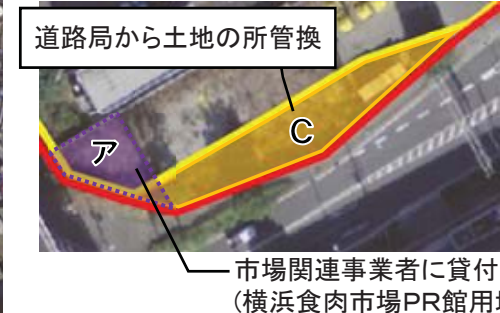 道路局から土地の所管換
ア
C
市場関連事業者に貸付
(横浜食肉市場PR館用地